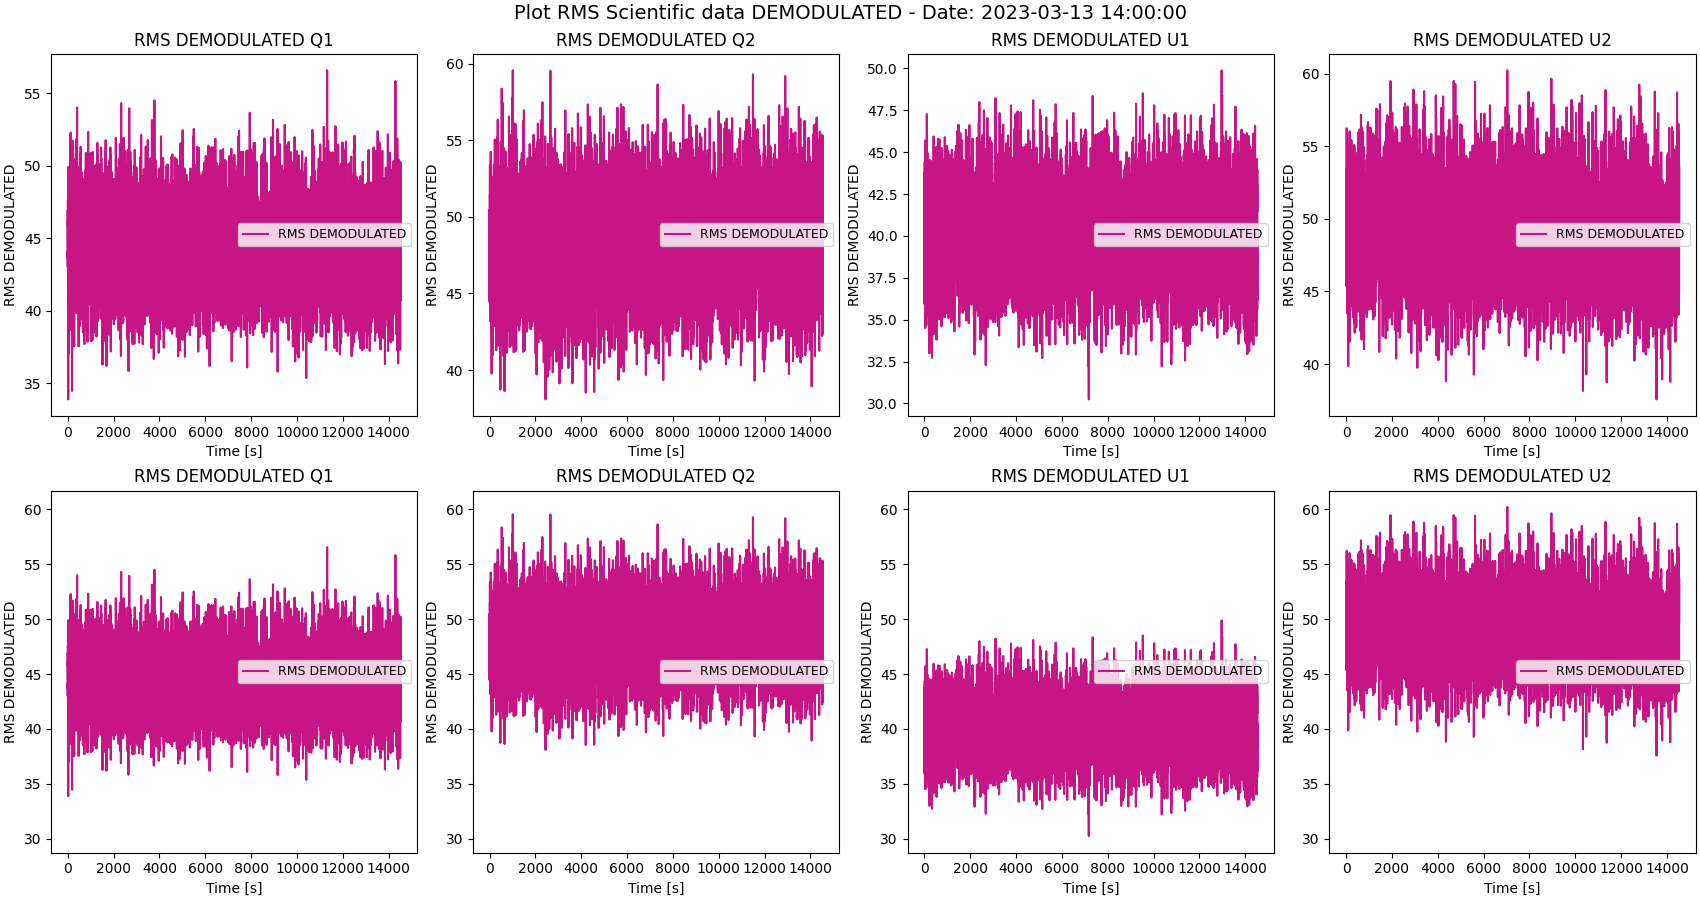 Plot RMS Scientific data DEMODULATED - Date: 2023-03-13 14:00:00
RMS DEMODULATED Q1
RMS DEMODULATED Q2
RMS DEMODULATED U1
RMS DEMODULATED U2
RMS DEMODULATED
55
50
45
40
35
RMS DEMODULATED
0 2000 4000 6000 8000 10000 12000 14000
Time [s]
RMS DEMODULATED
60
55
50
45
40
RMS DEMODULATED
0 2000 4000 6000 8000 10000 12000 14000
Time [s]
RMS DEMODULATED
50.0
47.5
45.0
42.5
40.0
37.5
35.0
32.5
30.0
RMS DEMODULATED
0 2000 4000 6000 8000 10000 12000 14000
Time [s]
RMS DEMODULATED
60
55
50
45
40
RMS DEMODULATED
0 2000 4000 6000 8000 10000 12000 14000
Time [s]
RMS DEMODULATED Q1
RMS DEMODULATED Q2
RMS DEMODULATED U1
RMS DEMODULATED U2
RMS DEMODULATED
60
55
50
45
40
35
30
RMS DEMODULATED
0 2000 4000 6000 8000 10000 12000 14000
Time [s]
RMS DEMODULATED
60
55
50
45
40
35
30
RMS DEMODULATED
0 2000 4000 6000 8000 10000 12000 14000
Time [s]
RMS DEMODULATED
60
55
50
45
40
35
30
RMS DEMODULATED
0 2000 4000 6000 8000 10000 12000 14000
Time [s]
RMS DEMODULATED
60
55
50
45
40
35
30
RMS DEMODULATED
0 2000 4000 6000 8000 10000 12000 14000
Time [s]